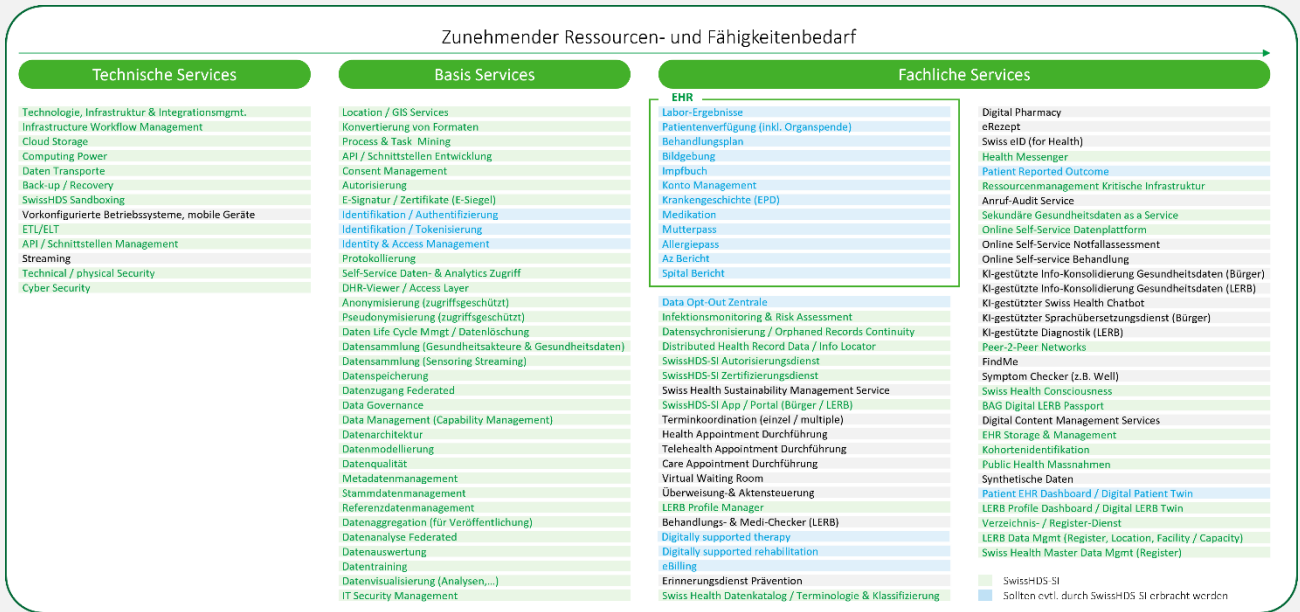 Zunehmender Ressourcen- und Fähigkeitenbedarf
Technische Services
Technologie, Infrastruktur & Integrationsmgmt.
Infrastructure Workflow Management
Cloud Storage
Computing Power
Daten Transporte
Back-up / Recovery
SwissHDS Sandboxing
Vorkonfigurierte Betriebssysteme, mobile Geräte
ETL/ELT
API / Schnittstellen Management
Streaming
Technical / physical Security
Cyber Security
Basis Services
Location / GIS Services
Konvertierung von Formaten
Process & Task Mining
API / Schnittstellen Entwicklung
Consent Management
Autorisierung
E-Signatur / Zertifikate (E-Siegel)
Identifikation / Authentifizierung
Identifikation / Tokenisierung
Identity & Access Management
Protokollierung
Self-Service Daten- & Analytics Zugriff
DHR-Viewer / Access Layer
Anonymisierung (zugriffsgeschützt)
Pseudonymisierung (zugriffsgeschützt)
Daten Life Cycle Mmgt / Datenlöschung
Datensammlung (Gesundheitsakteure & Gesundheitsdaten)
Datensammlung (Sensoring Streaming)
Datenspeicherung
Datenzugang Federated
Data Governance
Data Management (Capability Management)
Datenarchitektur
Datenmodellierung
Datenqualität
Metadatenmanagement
Stammdatenmanagement
Referenzdatenmanagement
Datenaggregation (für Veröffentlichung)
Datenanalyse Federated
Datenauswertung
Datentraining
Datenvisualisierung (Analysen,...)
IT Security Management
Fachliche Services
EHR
Labor-Ergebnisse
Patientenverfügung (inkl. Organspende)
Behandlungsplan
Bildgebung
Impfbuch
Konto Management
Krankengeschichte (EPD)
Medikation
Mutterpass
Allergiepass
Az Bericht
Spital Bericht
Data Opt-Out Zentrale
Infektionsmonitoring & Risk Assessment
Datensychronisierung / Orphaned Records Continuity
Distributed Health Record Data / Info Locator
SwissHDS-SI Autorisierungsdienst
SwissHDS-SI Zertifizierungsdienst
Swiss Health Sustainability Management Service
SwissHDS-SI App / Portal (Bürger / LERB)
Terminkoordination (einzel / multiple)
Health Appointment Durchführung
Telehealth Appointment Durchführung
Care Appointment Durchführung
Virtual Waiting Room
Überweisung-& Aktensteuerung
LERB Profile Manager
Behandlungs- & Medi-Checker (LERB)
Digitally supported therapy
Digitally supported rehabilitation
eBilling
Erinnerungsdienst Prävention
Swiss Health Datenkatalog / Terminologie & Klassifizierung
Digital Pharmacy
eRezept
Swiss eID (for Health)
Health Messenger
Patient Reported Outcome
Ressourcenmanagement Kritische Infrastruktur
Anruf-Audit Service
Sekundäre Gesundheitsdaten as a Service
Online Self-Service Datenplattform
Online Self-Service Notfallassessment
Online Self-service Behandlung
KI-gestützte Info-Konsolidierung Gesundheitsdaten (Bürger)
KI-gestützte Info-Konsolidierung Gesundheitsdaten (LERB)
KI-gestützter Swiss Health Chatbot
KI-gestützter Sprachübersetzungsdienst (Bürger)
KI-gestützte Diagnostik (LERB)
Peer-2-Peer Networks
FindMe
Symptom Checker (z.B. Well)
Swiss Health Consciousness
BAG Digital LERB Passport
Digital Content Management Services
EHR Storage & Management
Kohortenidentifikation
Public Health Massnahmen
Synthetische Daten
Patient EHR Dashboard / Digital Patient Twin
LERB Profile Dashboard / Digital LERB Twin
Verzeichnis- / Register-Dienst
LERB Data Mgmt (Register, Location, Facility / Capacity)
Swiss Health Master Data Mgmt (Register)
SwissHDS-SI
Sollten evtl. durch SwissHDS SI erbracht werden